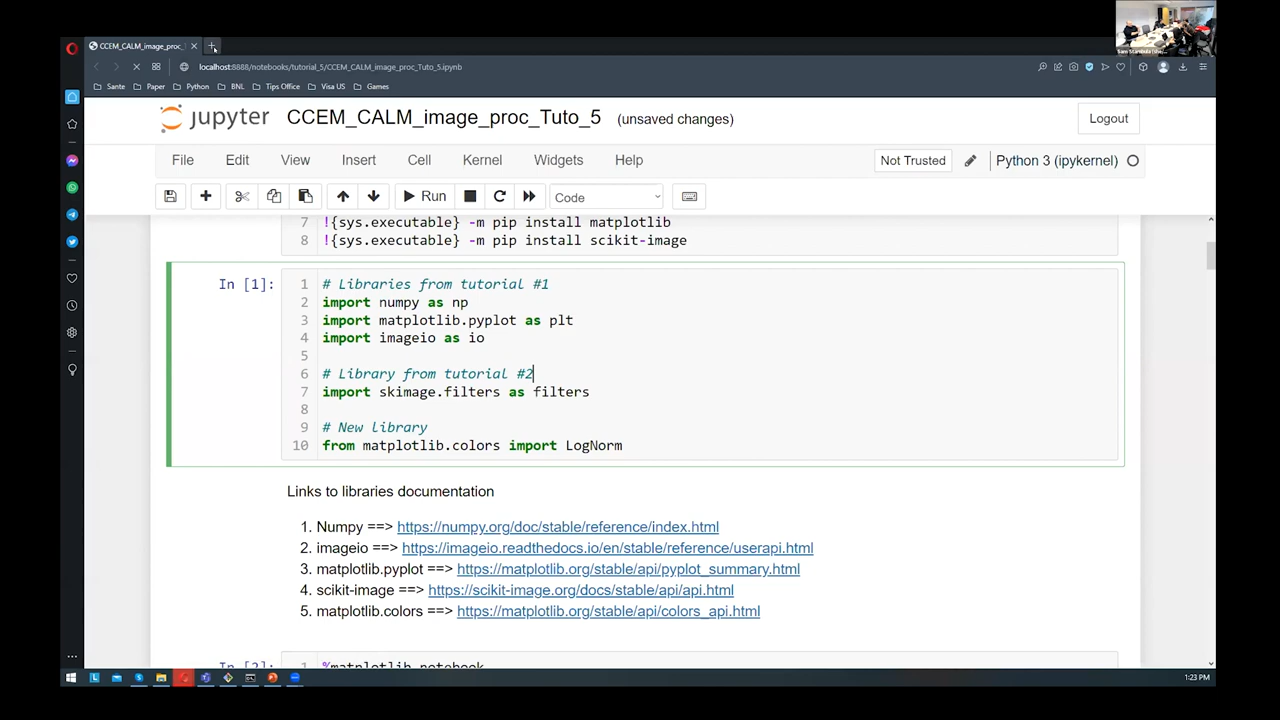 CCEM_CALM_image_proc_
localhost:8888/notebooks/tutorial_5/CCEM_CALM_image_proc_Tuto_5.ipynb
Sante Paper Python BNL Tips Office Visa US Games
jupyter CCEM_CALM_image_proc_Tuto_5 (unsaved changes) Logout
File Edit View Insert Cell Kernel Widgets Help Not Trusted Python 3 (ipykernel)
Run Code
7 !{sys.executable} -m pip install matplotlib
8 !{sys.executable} -m pip install scikit-image
In [1]: 1 # Libraries from tutorial #1
2 import numpy as np
3 import matplotlib.pyplot as plt
4 import imageio as io
5
6 # Library from tutorial #2
7 import skimage.filters as filters
8
9 # New library
10 from matplotlib.colors import LogNorm
Links to libraries documentation
1. Numpy ==> https://numpy.org/doc/stable/reference/index.html
2. imageio ==> https://imageio.readthedocs.io/en/stable/reference/userapi.html
3. matplotlib.pyplot ==> https://matplotlib.org/stable/api/pyplot_summary.html
4. scikit-image ==> https://scikit-image.org/docs/stable/api/api.html
5. matplotlib.colors ==> https://matplotlib.org/stable/api/colors_api.html
In [2]: 1 %matplotlib notebook
1:23 PM